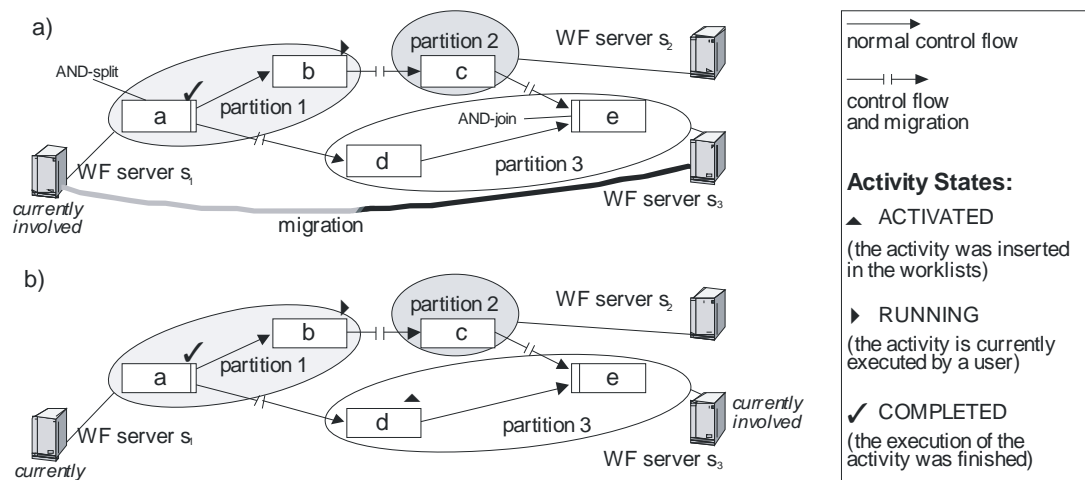 a)
AND-split
a
b
partition 1
partition 2
c
WF server s2
AND-join
e
d
partition 3
WF server s1
currently
involved
migration
WF server s3
b)
partition 2
b
c
WF server s2
a
partition 1
e
d
partition 3
currently
involved
WF server s1
currently
WF server s3
normal control flow
control flow
and migration
Activity States:
ACTIVATED
(the activity was inserted
in the worklists)
RUNNING
(the activity is currently
executed by a user)
COMPLETED
(the execution of the
activity was finished)